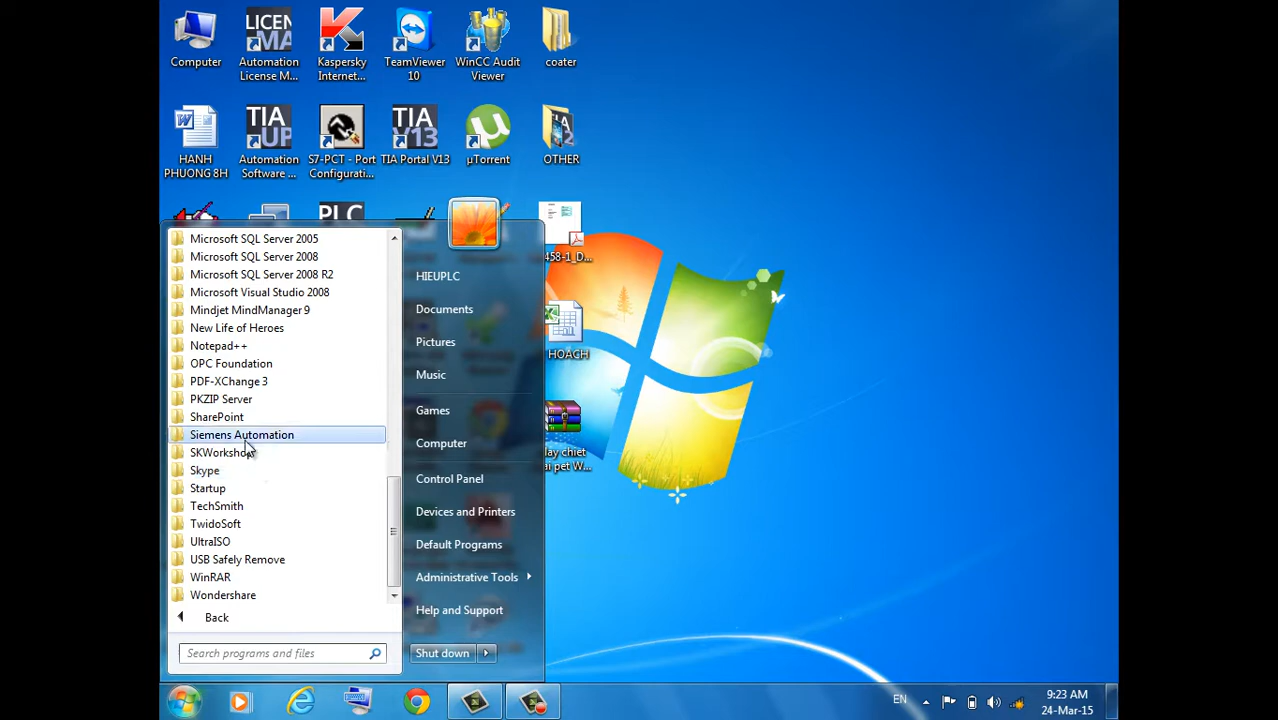 Computer
LICEN
MA
Automation
License M...
Kaspersky
Internet...
TeamViewer
10
WinCC Audit
Viewer
coater
HANH
PHUONG 8H
TIA
UP
Automation
Software ...
S7-PCT - Port
Configurati...
TIA
V13
TIA Portal V13
µTorrent
OTHER
PLC
458-1_D...
HOACH
lay chiet
ai pet W...
Microsoft SQL Server 2005
Microsoft SQL Server 2008
Microsoft SQL Server 2008 R2
Microsoft Visual Studio 2008
Mindjet MindManager 9
New Life of Heroes
Notepad++
OPC Foundation
PDF-XChange 3
PKZIP Server
SharePoint
Siemens Automation
SKWorkshop
Skype
Startup
TechSmith
TwidoSoft
UltraISO
USB Safely Remove
WinRAR
Wondershare
Back
Search programs and files
HIEUPLC
Documents
Pictures
Music
Games
Computer
Control Panel
Devices and Printers
Default Programs
Administrative Tools
Help and Support
Shut down
EN
9:23 AM
24-Mar-15